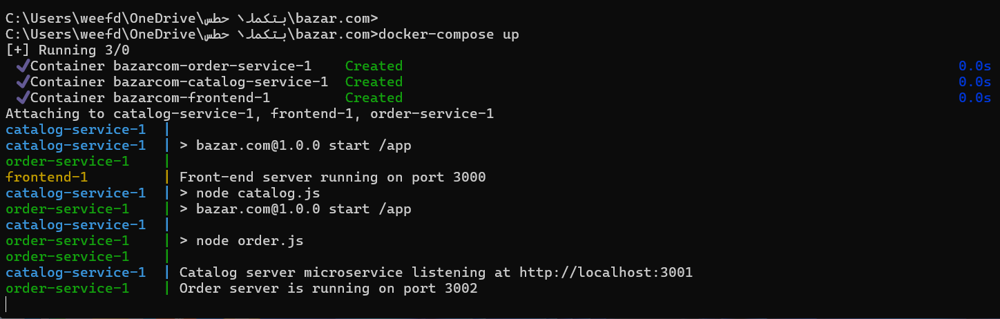 C:\Users\weefd\OneDrive\سطح المكتب\bazar.com>
C:\Users\weefd\OneDrive\سطح المكتب\bazar.com>docker-compose up
[+] Running 3/0
✔Container bazarcom-order-service-1 Created 0.0s
✔Container bazarcom-catalog-service-1 Created 0.0s
✔Container bazarcom-frontend-1 Created 0.0s
Attaching to catalog-service-1, frontend-1, order-service-1
catalog-service-1 |
catalog-service-1 | > bazar.com@1.0.0 start /app
order-service-1 |
frontend-1 | Front-end server running on port 3000
catalog-service-1 | > node catalog.js
order-service-1 | > bazar.com@1.0.0 start /app
catalog-service-1 |
order-service-1 | > node order.js
order-service-1 |
catalog-service-1 | Catalog server microservice listening at http://localhost:3001
order-service-1 | Order server is running on port 3002